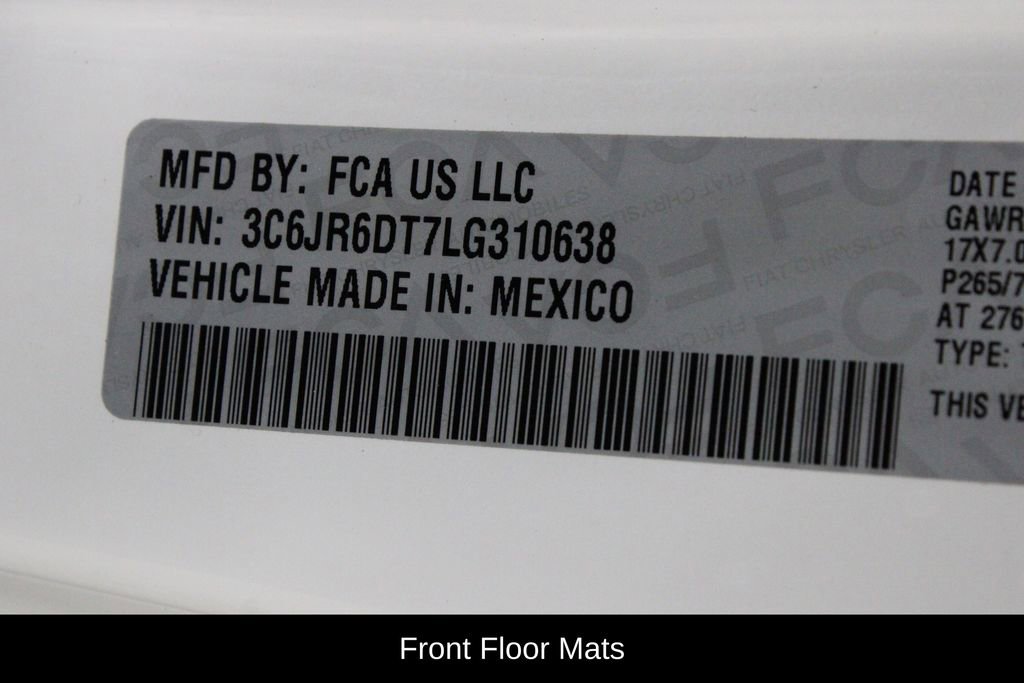 MFD BY: FCA US LLC
VIN: 3C6JR6DT7LG310638
VEHICLE MADE IN: MEXICO
DATE
GAWR
17X7.0
P265/7
AT 276
TYPE:
THIS VE
Front Floor Mats